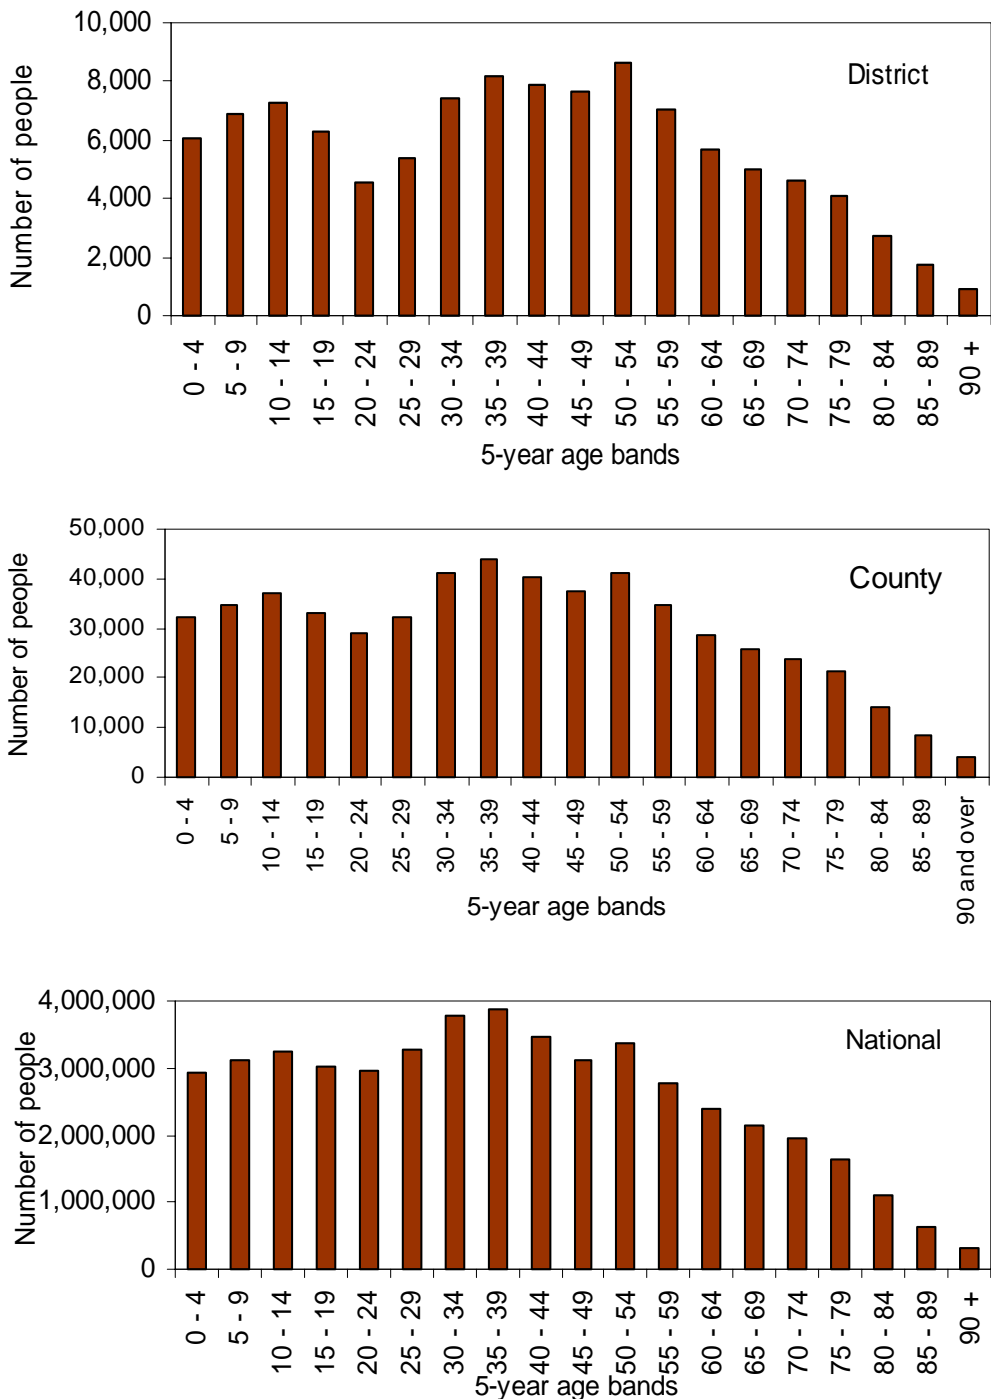 10,000
8,000
6,000
4,000
2,000
0
Number of people
District
0 - 4
5 - 9
10 - 14
15 - 19
20 - 24
25 - 29
30 - 34
35 - 39
40 - 44
45 - 49
50 - 54
55 - 59
60 - 64
65 - 69
70 - 74
75 - 79
80 - 84
85 - 89
90 +
5-year age bands
50,000
40,000
30,000
20,000
10,000
0
Number of people
County
0 - 4
5 - 9
10 - 14
15 - 19
20 - 24
25 - 29
30 - 34
35 - 39
40 - 44
45 - 49
50 - 54
55 - 59
60 - 64
65 - 69
70 - 74
75 - 79
80 - 84
85 - 89
90 and over
5-year age bands
4,000,000
3,000,000
2,000,000
1,000,000
0
Number of people
National
0 - 4
5 - 9
10 - 14
15 - 19
20 - 24
25 - 29
30 - 34
35 - 39
40 - 44
45 - 49
50 - 54
55 - 59
60 - 64
65 - 69
70 - 74
75 - 79
80 - 84
85 - 89
90 +
5-year age bands